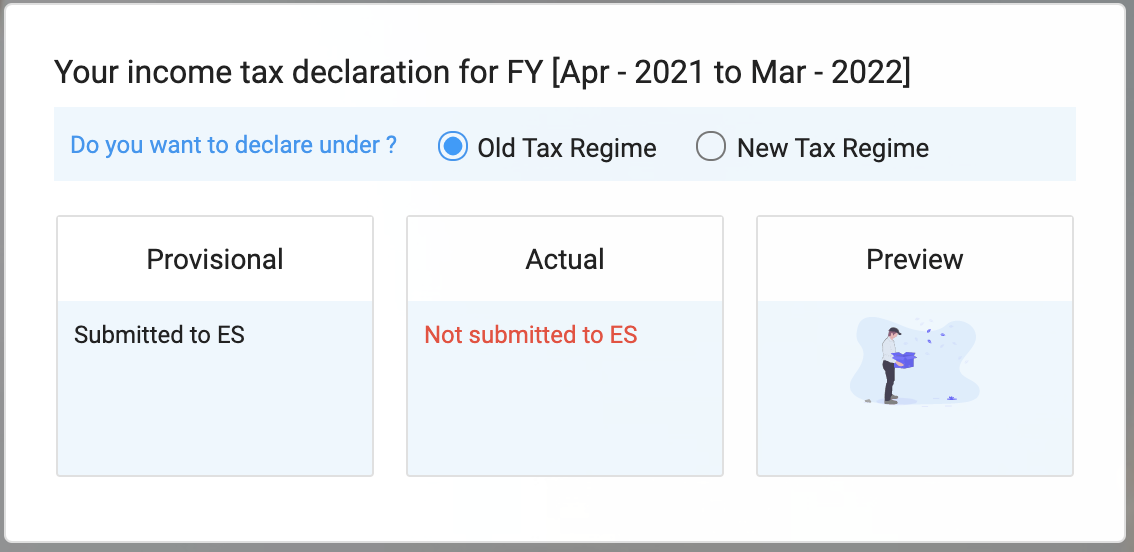 Your income tax declaration for FY [Apr - 2021 to Mar - 2022]
Do you want to declare under ? Old Tax Regime New Tax Regime
Provisional
Submitted to ES
Actual
Not submitted to ES
Preview